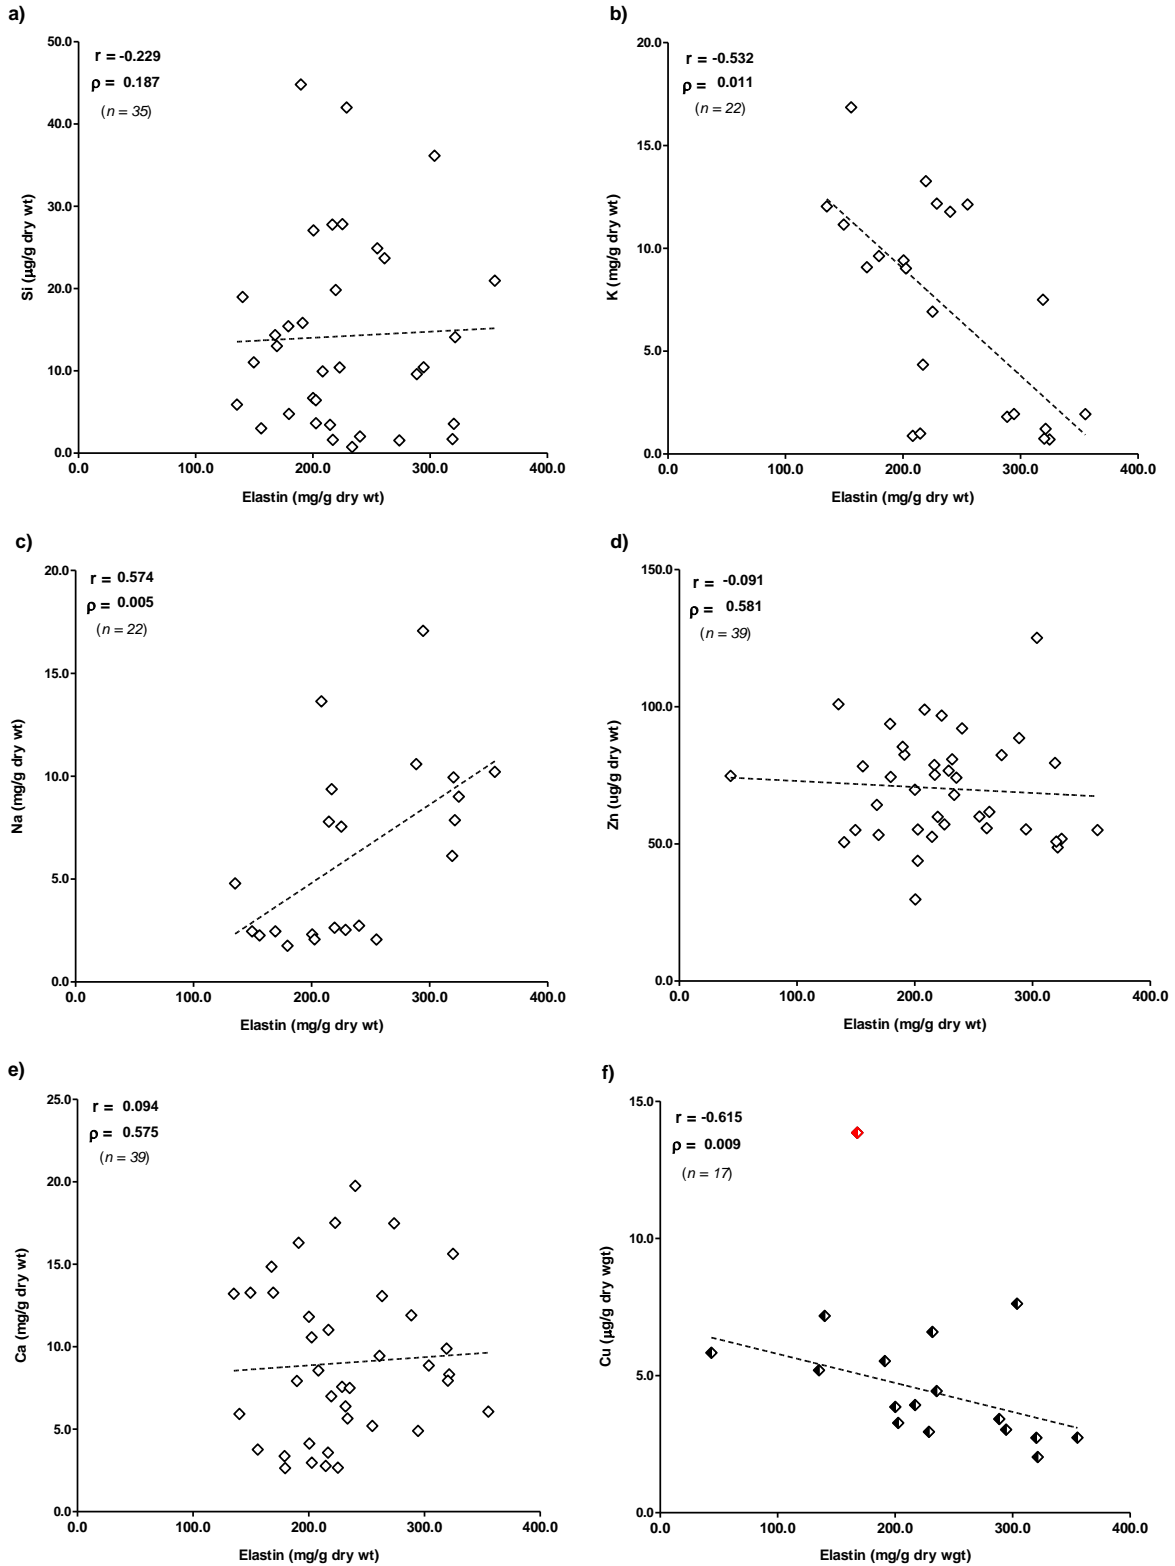 a)
r = -0.229
ρ = 0.187
(n = 35)
50.0
40.0
30.0
20.0
10.0
0.0
Si (µg/g dry wt)
0.0 100.0 200.0 300.0 400.0
Elastin (mg/g dry wt)
b)
r = -0.532
ρ = 0.011
(n = 22)
20.0
15.0
10.0
5.0
0.0
K (mg/g dry wt)
0.0 100.0 200.0 300.0 400.0
Elastin (mg/g dry wt)
c)
r = 0.574
ρ = 0.005
(n = 22)
20.0
15.0
10.0
5.0
0.0
Na (mg/g dry wt)
0.0 100.0 200.0 300.0 400.0
Elastin (mg/g dry wt)
d)
r = -0.091
ρ = 0.581
(n = 39)
150.0
100.0
50.0
0.0
Zn (ug/g dry wt)
0.0 100.0 200.0 300.0 400.0
Elastin (mg/g dry wt)
e)
r = 0.094
ρ = 0.575
(n = 39)
25.0
20.0
15.0
10.0
5.0
0.0
Ca (mg/g dry wt)
0.0 100.0 200.0 300.0 400.0
Elastin (mg/g dry wt)
f)
r = -0.615
ρ = 0.009
(n = 17)
15.0
10.0
5.0
0.0
Cu (µg/g dry wgt)
0.0 100.0 200.0 300.0 400.0
Elastin (mg/g dry wgt)